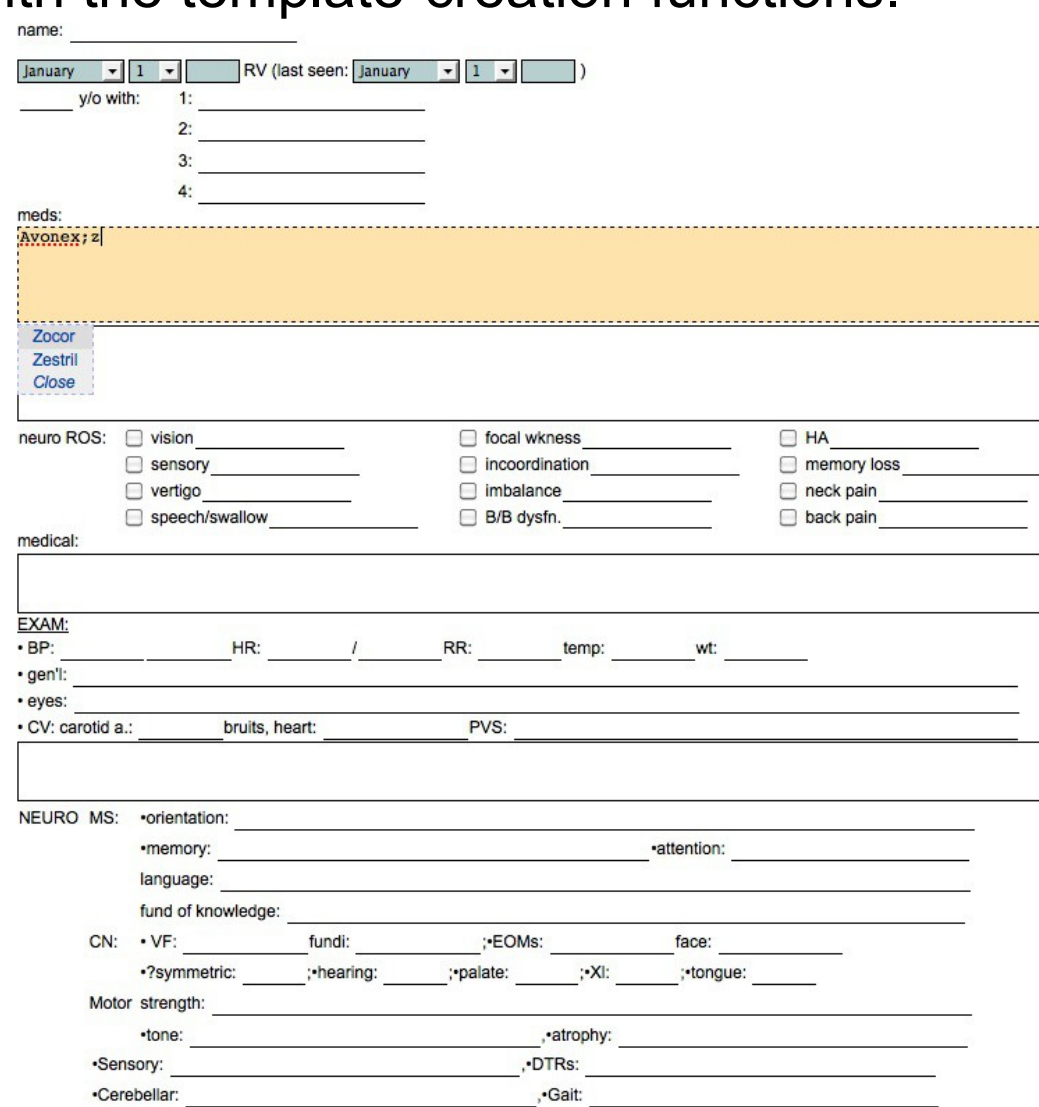 template-creation functions.
name:
January 1 RV (last seen: January 1 )
y/o with: 1:
2:
3:
4:
meds:
Avonex;z
Zocor
Zestril
Close
neuro ROS: vision focal wkness HA
sensory incoordination memory loss
vertigo imbalance neck pain
speech/swallow B/B dysfn. back pain
medical:
EXAM:
• BP: HR: / RR: temp: wt:
• gen'l:
• eyes:
• CV: carotid a.: bruits, heart: PVS:
NEURO MS: •orientation:
•memory: •attention:
language:
fund of knowledge:
CN: • VF: fundi: ;•EOMs: face:
•?symmetric: ;•hearing: ;•palate: ;•XI: ;•tongue:
Motor strength:
•tone: ,•atrophy:
•Sensory: ,•DTRs:
•Cerebellar: ,•Gait: